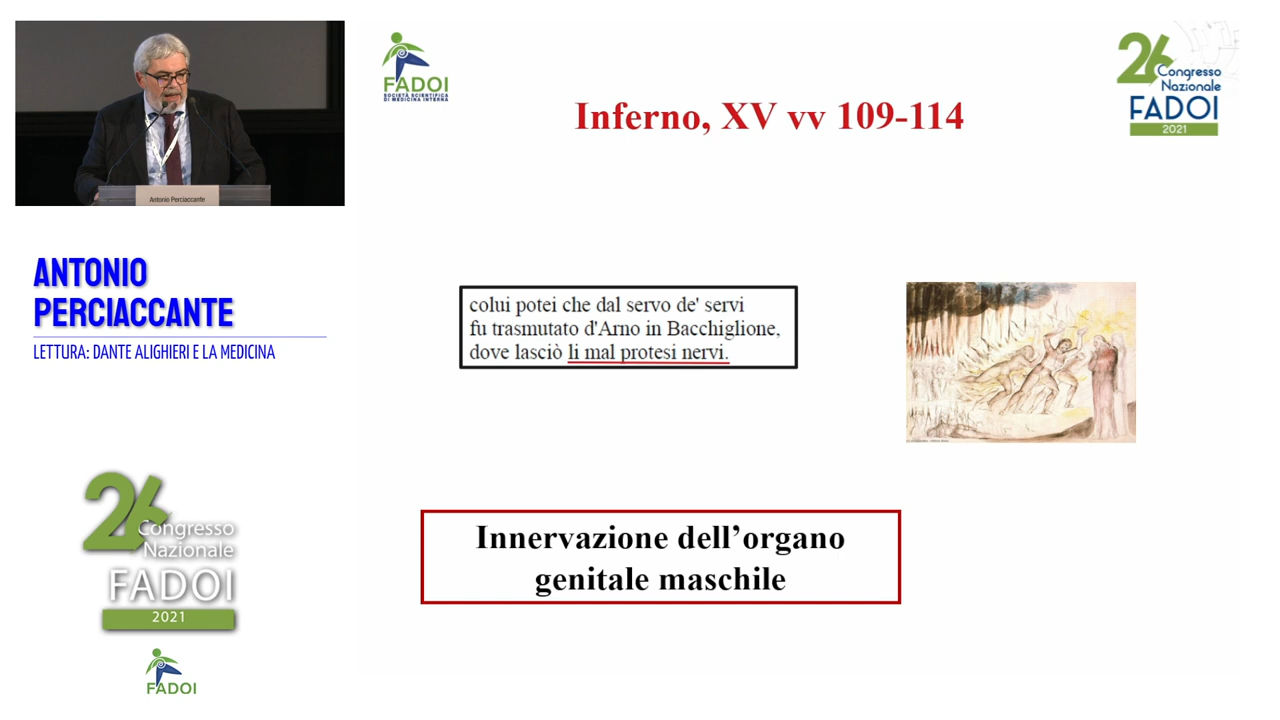 Antonio Perciaccante
ANTONIO
PERCIACCANTE
LETTURA: DANTE ALIGHIERI E LA MEDICINA
26
Congresso
Nazionale
FADOI
2021
FADOI
FADOI
SOCIETÀ SCIENTIFICA
DI MEDICINA INTERNA
26
Congresso
Nazionale
FADOI
2021
Inferno, XV vv 109-114
colui potei che dal servo de' servi
fu trasmutato d'Arno in Bacchiglione,
dove lasciò li mal protesi nervi.
Innervazione dell’organo
genitale maschile